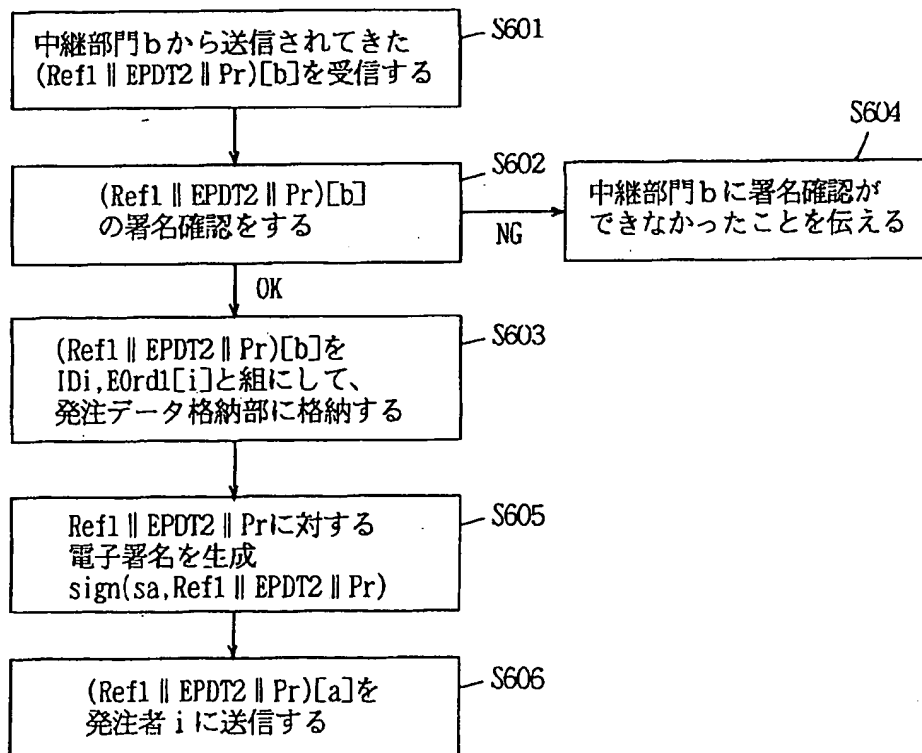 中継部門bから送信されてきた
(Ref1‖EPDT2‖Pr)[b]を受信する
S601
S604
(Ref1‖EPDT2‖Pr)[b]
の署名確認をする
S602
中継部門bに署名確認が
できなかったことを伝える
NG
OK
(Ref1‖EPDT2‖Pr)[b]を
IDi,EOrd1[i]と組にして、
発注データ格納部に格納する
S603
Ref1‖EPDT2‖Prに対する
電子署名を生成
sign(sa,Ref1‖EPDT2‖Pr)
S605
(Ref1‖EPDT2‖Pr)[a]を
発注者iに送信する
S606